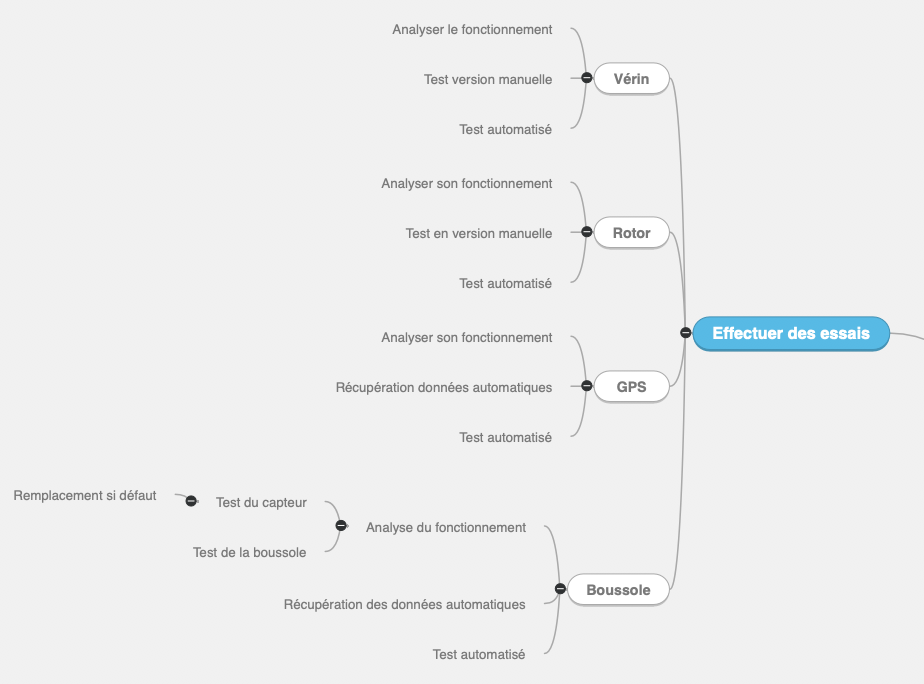 Analyser le fonctionnement
Test version manuelle
Vérin
Test automatisé
Analyser son fonctionnement
Test en version manuelle
Rotor
Test automatisé
Effectuer des essais
Analyser son fonctionnement
Récupération données automatiques
GPS
Test automatisé
Remplacement si défaut
Test du capteur
Analyse du fonctionnement
Test de la boussole
Boussole
Récupération des données automatiques
Test automatisé